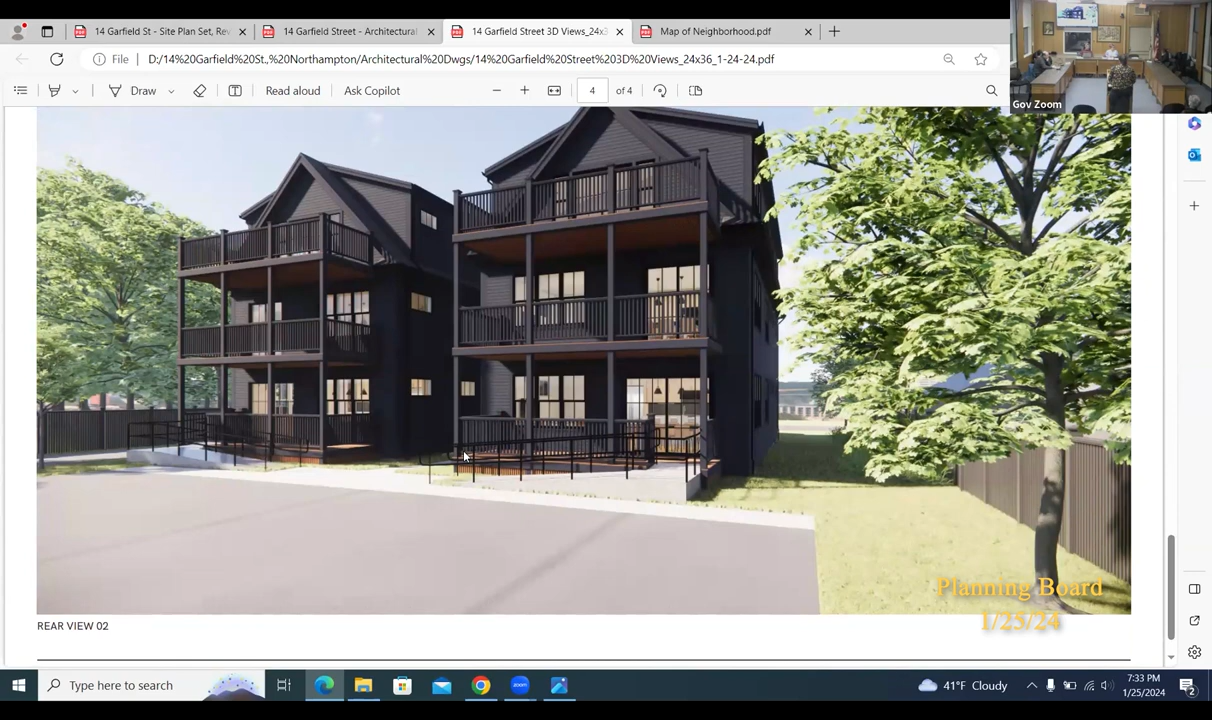 14 Garfield St - Site Plan Set, Rev
14 Garfield Street - Architectural
14 Garfield Street 3D Views_24x3
Map of Neighborhood.pdf
File
D:/14%20Garfield%20St.,%20Northampton/Architectural%20Dwgs/14%20Garfield%20Street%203D%20Views_24x36_1-24-24.pdf
Draw
Read aloud
Ask Copilot
4 of 4
Gov Zoom
Planning Board
1/25/24
REAR VIEW 02
Type here to search
41°F Cloudy
7:33 PM
1/25/2024
2